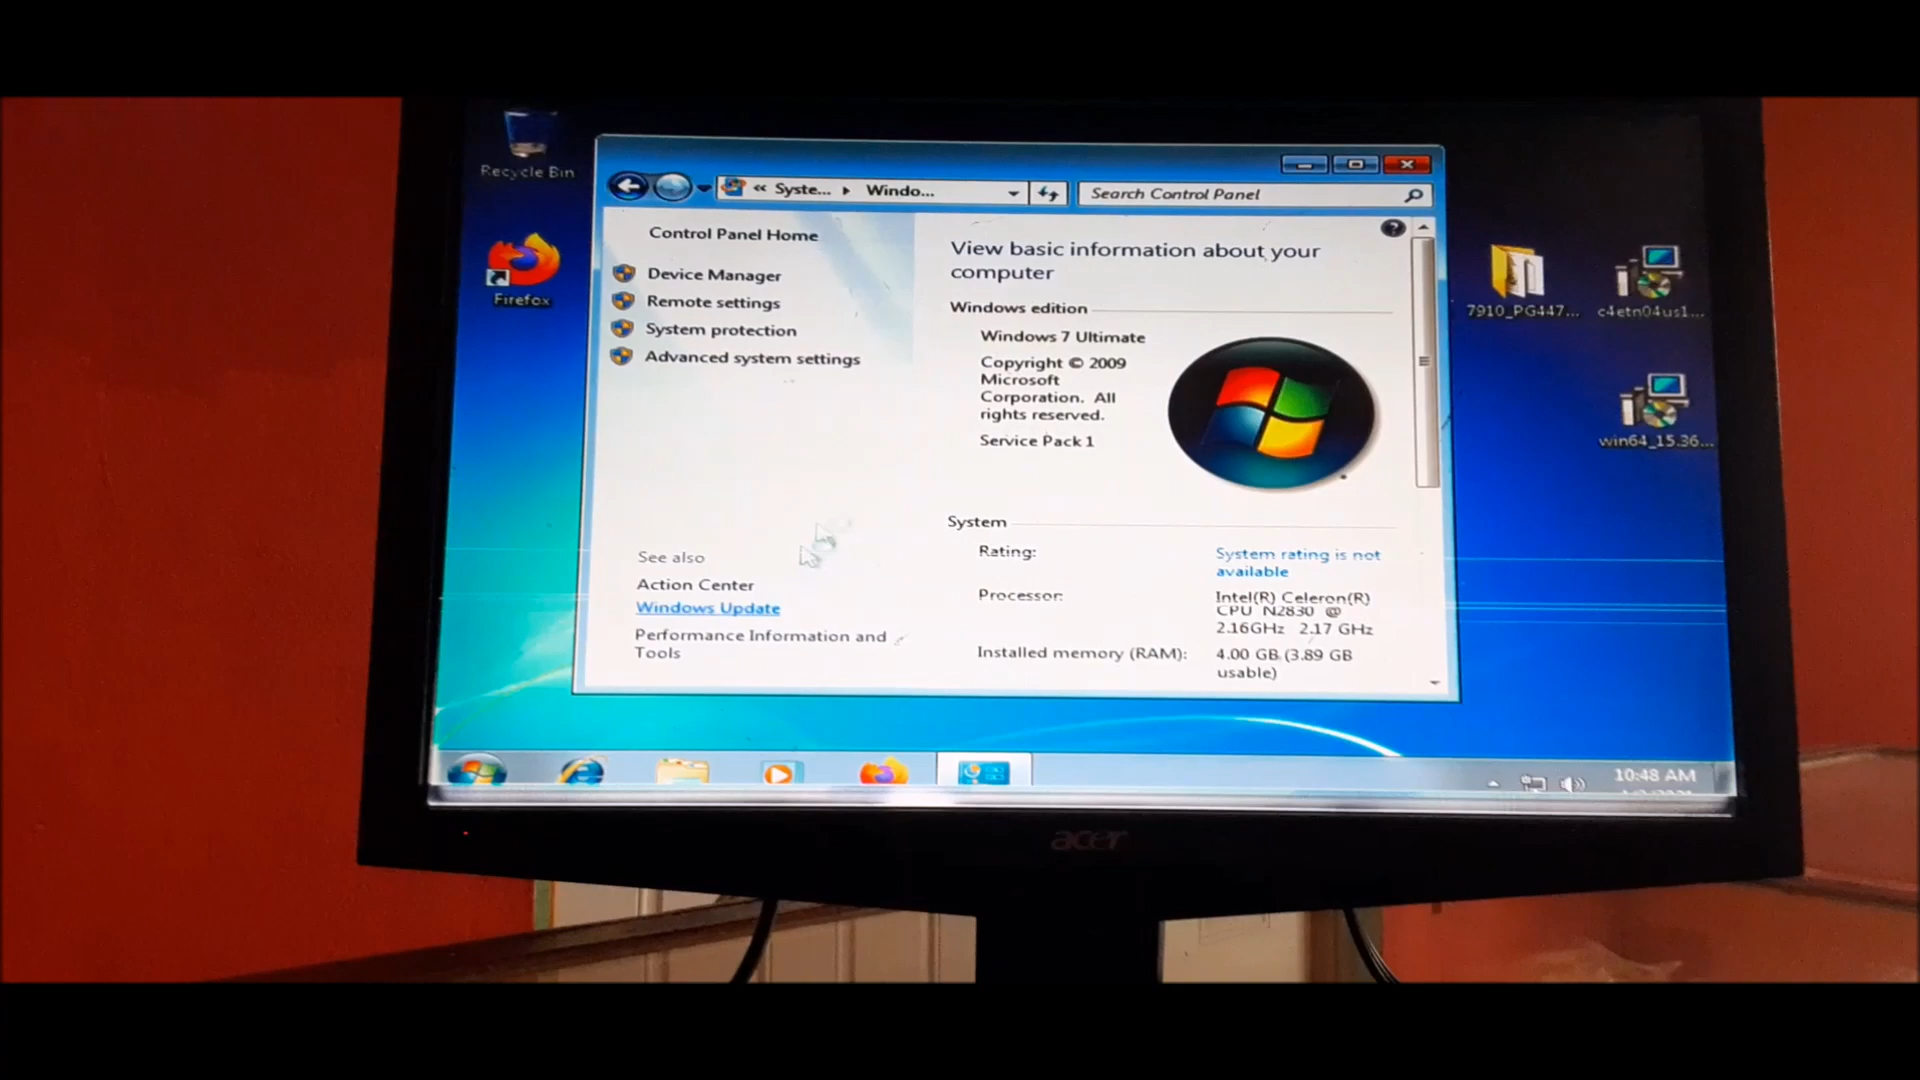 Recycle Bin
Firefox
« Syste... Windo...
Search Control Panel
Control Panel Home
Device Manager
Remote settings
System protection
Advanced system settings
See also
Action Center
Windows Update
Performance Information and
Tools
View basic information about your
computer
Windows edition
Windows 7 Ultimate
Copyright © 2009
Microsoft
Corporation. All
rights reserved.
Service Pack 1
System
Rating:
System rating is not
available
Processor:
Intel(R) Celeron(R)
CPU N2830 @
2.16GHz 2.17 GHz
Installed memory (RAM):
4.00 GB (3.89 GB
usable)
7910_PG447...
c4etn04us1...
win64_15.36...
10:48 AM
acer